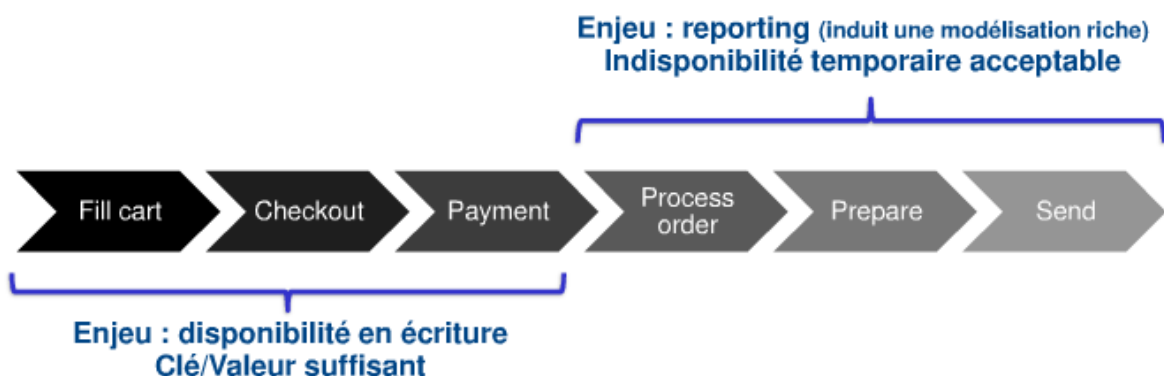 Enjeu : reporting (induit une modélisation riche)
Indisponibilité temporaire acceptable
Fill cart
Checkout
Payment
Process
order
Prepare
Send
Enjeu : disponibilité en écriture
Clé/Valeur suffisant